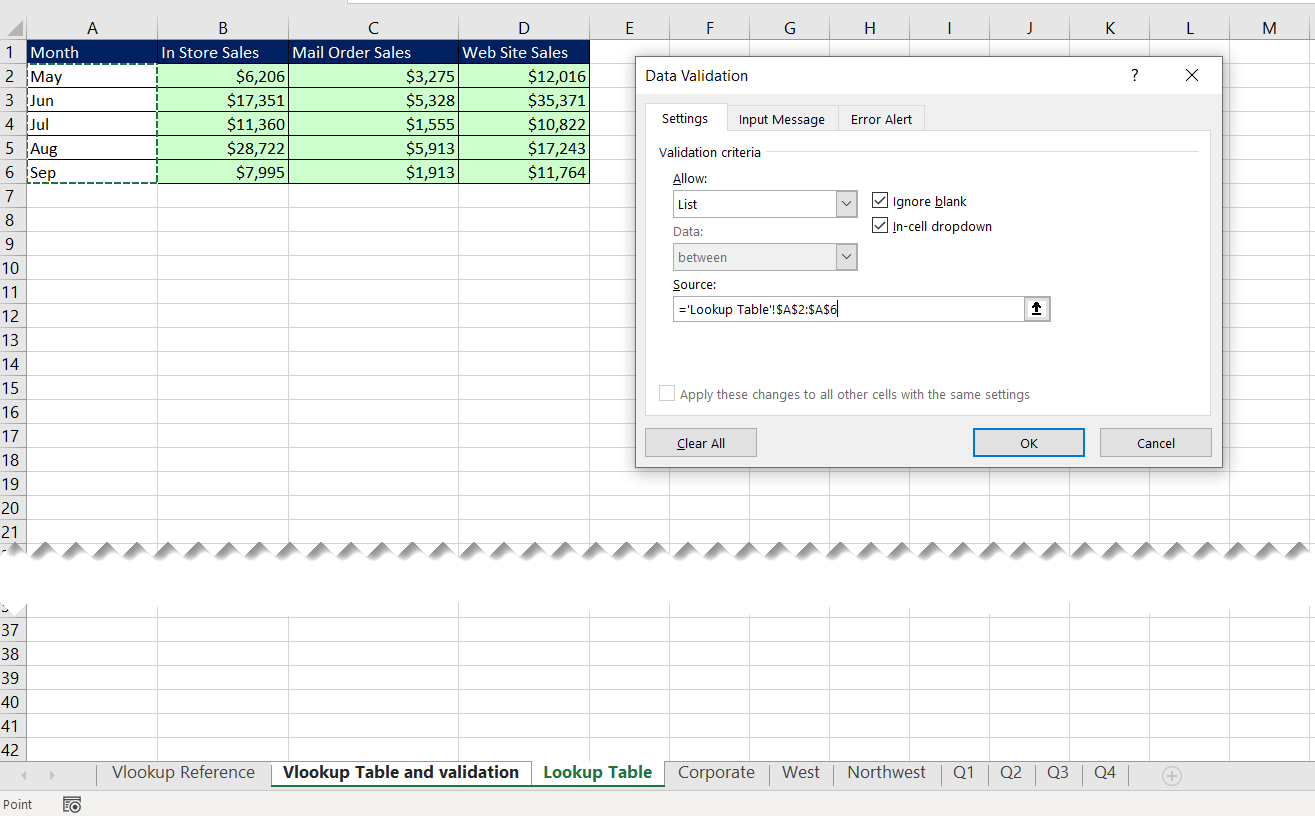 A B C D E F G H I J K L M
1 Month In Store Sales Mail Order Sales Web Site Sales
2 May $6,206 $3,275 $12,016
3 Jun $17,351 $5,328 $35,371
4 Jul $11,360 $1,555 $10,822
5 Aug $28,722 $5,913 $17,243
6 Sep $7,995 $1,913 $11,764
7
8
9
10
11
12
13
14
15
16
17
18
19
20
21
Data Validation ? ×
Settings Input Message Error Alert
Validation criteria
Allow:
List Ignore blank
Data: In-cell dropdown
between
Source:
='Lookup Table'!$A$2:$A$6
Apply these changes to all other cells with the same settings
Clear All OK Cancel
37
38
39
40
41
42
Vlookup Reference Vlookup Table and validation Lookup Table Corporate West Northwest Q1 Q2 Q3 Q4
Point